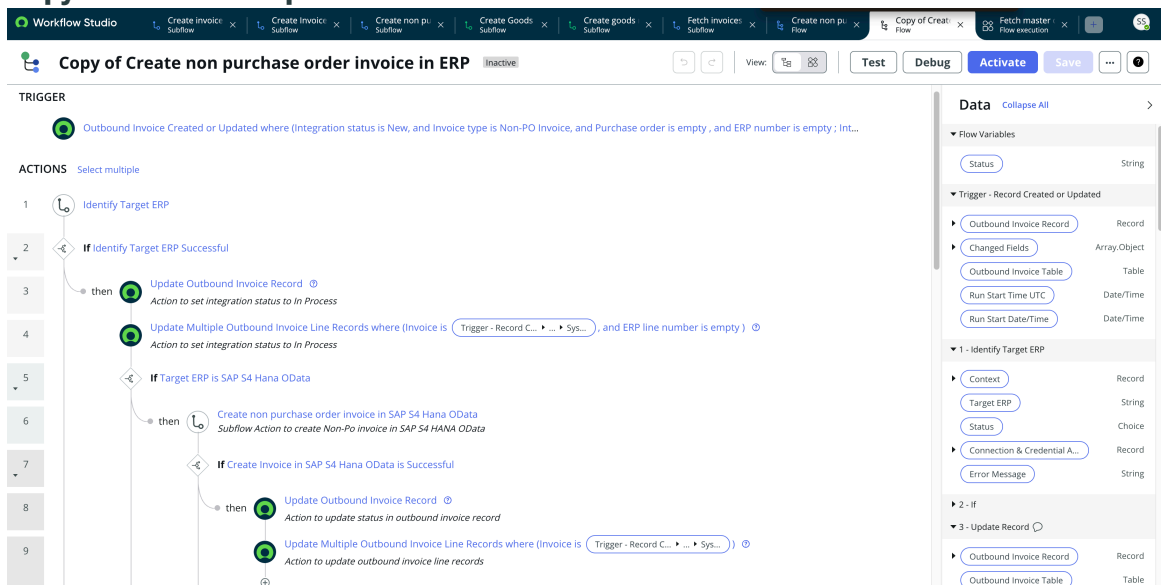 Workflow Studio
Create invoice
Subflow
Create Invoice
Subflow
Create non pu
Subflow
Create Goods
Subflow
Create goods
Subflow
Fetch invoices
Subflow
Create non pu
Flow
Copy of Creat
Flow
Fetch master
Flow execution
SS
Copy of Create non purchase order invoice in ERP Inactive
View:
Test
Debug
Activate
Save
TRIGGER
Outbound Invoice Created or Updated where (Integration status is New, and Invoice type is Non-PO Invoice, and Purchase order is empty , and ERP number is empty ; Int...
ACTIONS Select multiple
1 Identify Target ERP
2 If Identify Target ERP Successful
3 then Update Outbound Invoice Record
Action to set integration status to In Process
4 Update Multiple Outbound Invoice Line Records where (Invoice is Trigger - Record C... ▸ ... ▸ Sys... , and ERP line number is empty )
Action to set integration status to In Process
5 If Target ERP is SAP S4 Hana OData
6 then Create non purchase order invoice in SAP S4 Hana OData
Subflow Action to create Non-Po invoice in SAP S4 HANA OData
7 If Create Invoice in SAP S4 Hana OData is Successful
8 then Update Outbound Invoice Record
Action to update status in outbound invoice record
9 Update Multiple Outbound Invoice Line Records where (Invoice is Trigger - Record C... ▸ ... ▸ Sys... )
Action to update outbound invoice line records
Data Collapse All
Flow Variables
Status String
Trigger - Record Created or Updated
Outbound Invoice Record Record
Changed Fields Array.Object
Outbound Invoice Table Table
Run Start Time UTC Date/Time
Run Start Date/Time Date/Time
1 - Identify Target ERP
Context Record
Target ERP String
Status Choice
Connection & Credential A... Record
Error Message String
2 - If
3 - Update Record
Outbound Invoice Record Record
Outbound Invoice Table Table